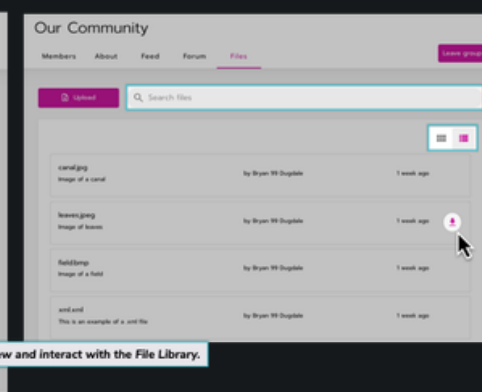 Our Community
Members About Feed Forum Files
Leave group
Upload Search files
canal.jpg
Image of a canal by Bryan 99 Dugdale 1 week ago
leaves.jpeg
Image of leaves by Bryan 99 Dugdale 1 week ago
field.bmp
Image of a field by Bryan 99 Dugdale 1 week ago
xml.xml
This is an example of a .xml file by Bryan 99 Dugdale 1 week ago
and interact with the File Library.